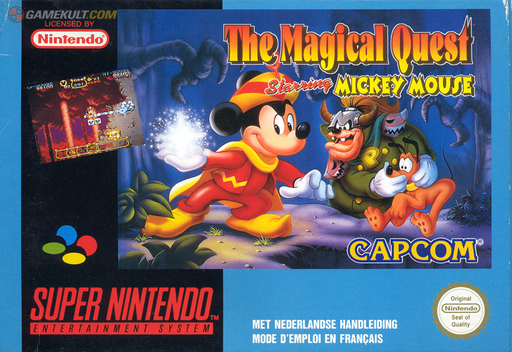 GAMEKULT.COM
LICENSED BY
Nintendo
The Magical Quest
Starring MICKEY MOUSE
CAPCOM
SUPER NINTENDO
ENTERTAINMENT SYSTEM
MET NEDERLANDSE HANDLEIDING
MODE D'EMPLOI EN FRANÇAIS
Original
Nintendo
Seal of
Quality